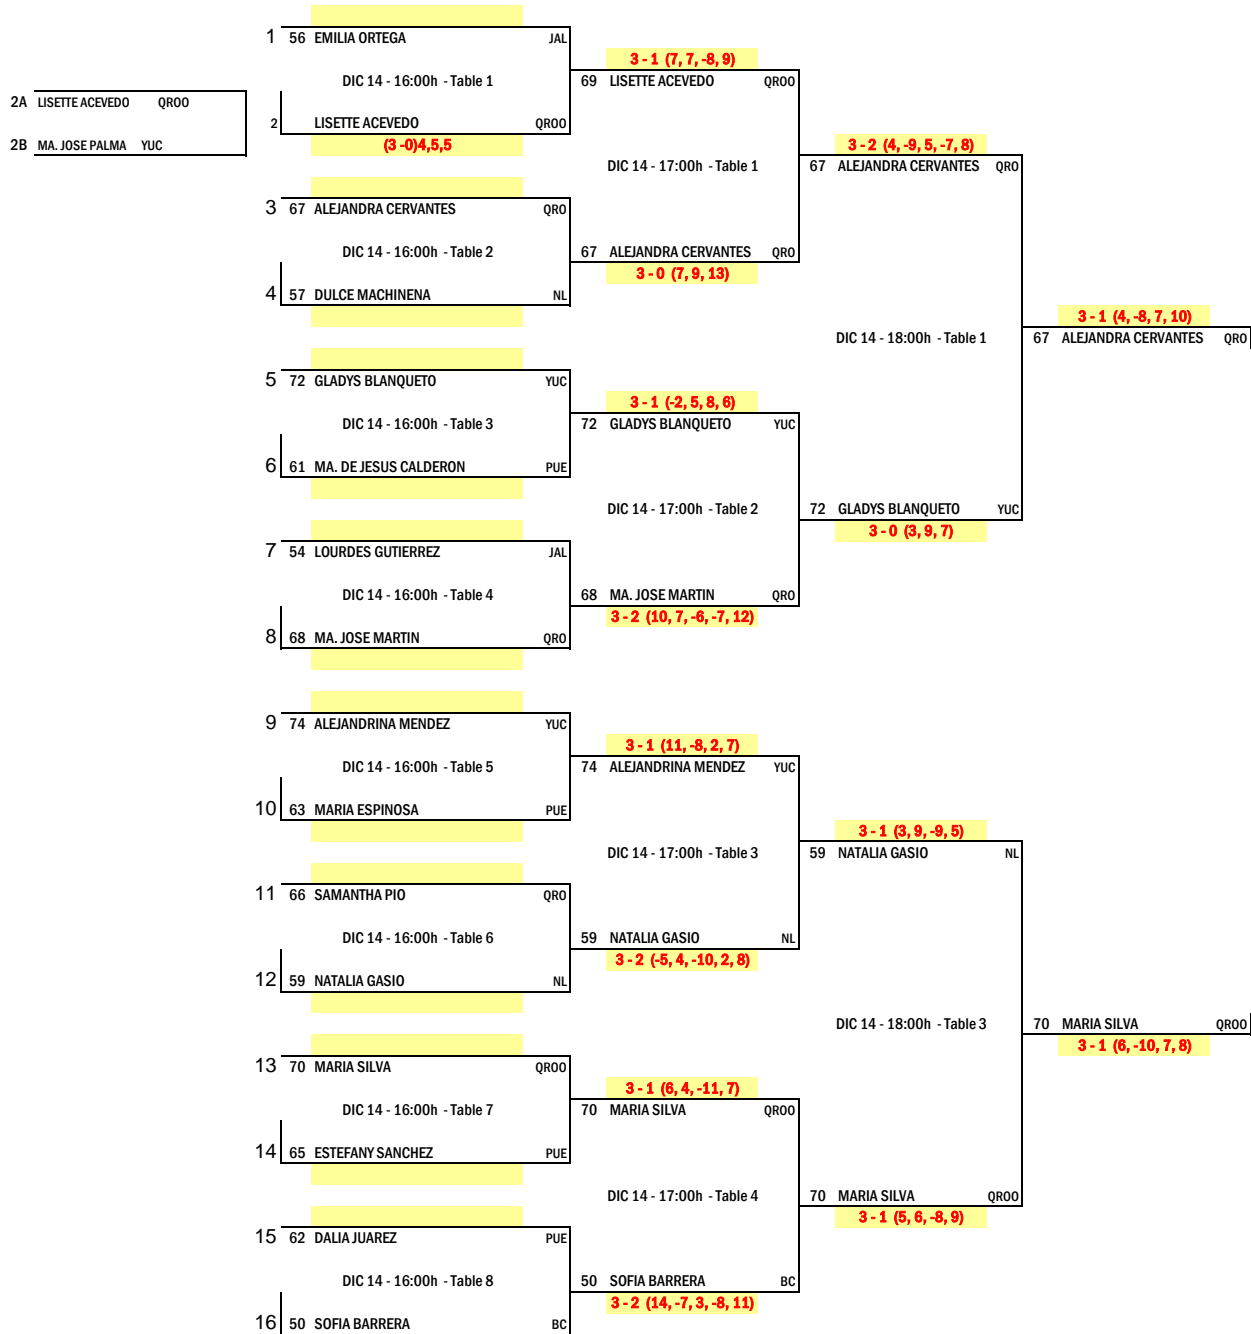 1 56 EMILIA ORTEGA JAL
3 - 1 (7, 7, -8, 9)
DIC 14 - 16:00h - Table 1
69 LISETTE ACEVEDO QROO
2A LISETTE ACEVEDO QROO
2 LISETTE ACEVEDO QROO
2B MA. JOSE PALMA YUC
(3 -0)4,5,5
3 - 2 (4, -9, 5, -7, 8)
DIC 14 - 17:00h - Table 1
67 ALEJANDRA CERVANTES QRO
3 67 ALEJANDRA CERVANTES QRO
DIC 14 - 16:00h - Table 2
67 ALEJANDRA CERVANTES QRO
3 - 0 (7, 9, 13)
4 57 DULCE MACHINENA NL
3 - 1 (4, -8, 7, 10)
DIC 14 - 18:00h - Table 1
67 ALEJANDRA CERVANTES QRO
5 72 GLADYS BLANQUETO YUC
3 - 1 (-2, 5, 8, 6)
DIC 14 - 16:00h - Table 3
72 GLADYS BLANQUETO YUC
6 61 MA. DE JESUS CALDERON PUE
DIC 14 - 17:00h - Table 2
72 GLADYS BLANQUETO YUC
3 - 0 (3, 9, 7)
7 54 LOURDES GUTIERREZ JAL
DIC 14 - 16:00h - Table 4
68 MA. JOSE MARTIN QRO
3 - 2 (10, 7, -6, -7, 12)
8 68 MA. JOSE MARTIN QRO
9 74 ALEJANDRINA MENDEZ YUC
3 - 1 (11, -8, 2, 7)
DIC 14 - 16:00h - Table 5
74 ALEJANDRINA MENDEZ YUC
10 63 MARIA ESPINOSA PUE
3 - 1 (3, 9, -9, 5)
DIC 14 - 17:00h - Table 3
59 NATALIA GASIO NL
11 66 SAMANTHA PIO QRO
DIC 14 - 16:00h - Table 6
59 NATALIA GASIO NL
3 - 2 (-5, 4, -10, 2, 8)
12 59 NATALIA GASIO NL
DIC 14 - 18:00h - Table 3
70 MARIA SILVA QROO
3 - 1 (6, -10, 7, 8)
13 70 MARIA SILVA QROO
3 - 1 (6, 4, -11, 7)
DIC 14 - 16:00h - Table 7
70 MARIA SILVA QROO
14 65 ESTEFANY SANCHEZ PUE
DIC 14 - 17:00h - Table 4
70 MARIA SILVA QROO
3 - 1 (5, 6, -8, 9)
15 62 DALIA JUAREZ PUE
DIC 14 - 16:00h - Table 8
50 SOFIA BARRERA BC
3 - 2 (14, -7, 3, -8, 11)
16 50 SOFIA BARRERA BC